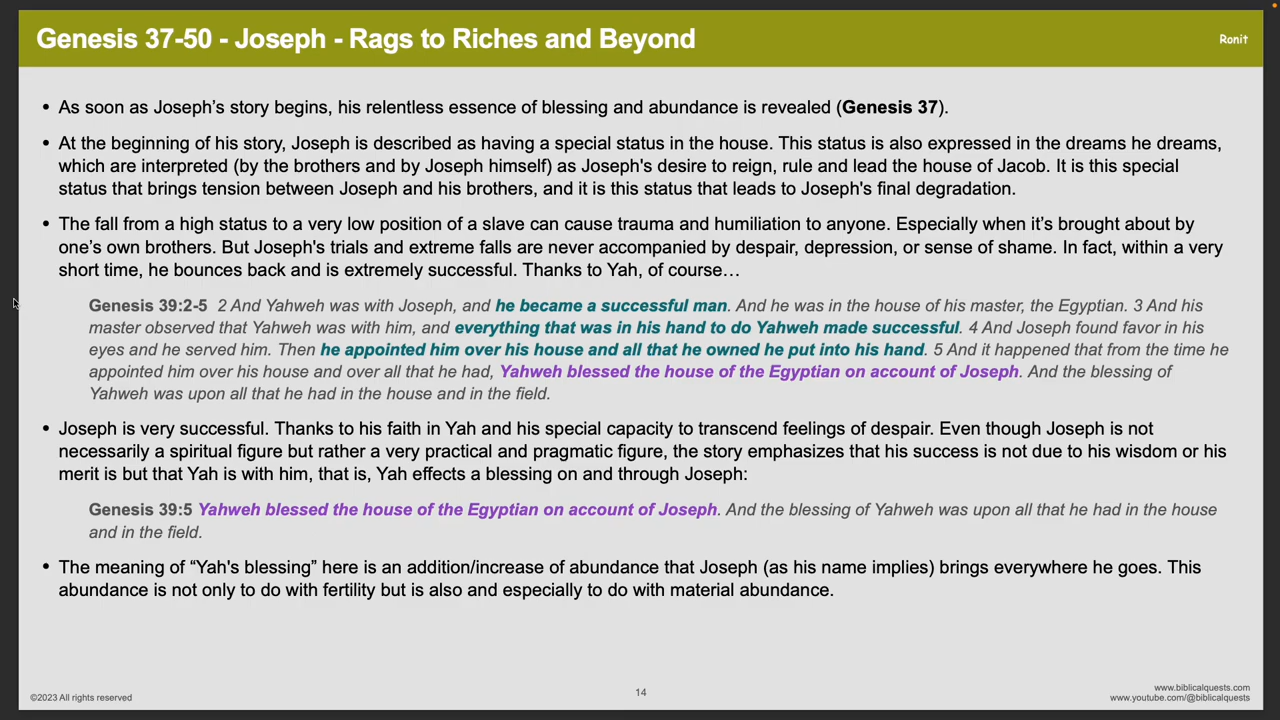 Genesis 37-50 - Joseph - Rags to Riches and Beyond
Ronit
• As soon as Joseph's story begins, his relentless essence of blessing and abundance is revealed (Genesis 37).
• At the beginning of his story, Joseph is described as having a special status in the house. This status is also expressed in the dreams he dreams,
which are interpreted (by the brothers and by Joseph himself) as Joseph's desire to reign, rule and lead the house of Jacob. It is this special
status that brings tension between Joseph and his brothers, and it is this status that leads to Joseph's final degradation.
• The fall from a high status to a very low position of a slave can cause trauma and humiliation to anyone. Especially when it's brought about by
one's own brothers. But Joseph's trials and extreme falls are never accompanied by despair, depression, or sense of shame. In fact, within a very
short time, he bounces back and is extremely successful. Thanks to Yah, of course…
Genesis 39:2-5 2 And Yahweh was with Joseph, and he became a successful man. And he was in the house of his master, the Egyptian. 3 And his
master observed that Yahweh was with him, and everything that was in his hand to do Yahweh made successful. 4 And Joseph found favor in his
eyes and he served him. Then he appointed him over his house and all that he owned he put into his hand. 5 And it happened that from the time he
appointed him over his house and over all that he had, Yahweh blessed the house of the Egyptian on account of Joseph. And the blessing of
Yahweh was upon all that he had in the house and in the field.
• Joseph is very successful. Thanks to his faith in Yah and his special capacity to transcend feelings of despair. Even though Joseph is not
necessarily a spiritual figure but rather a very practical and pragmatic figure, the story emphasizes that his success is not due to his wisdom or his
merit is but that Yah is with him, that is, Yah effects a blessing on and through Joseph:
Genesis 39:5 Yahweh blessed the house of the Egyptian on account of Joseph. And the blessing of Yahweh was upon all that he had in the house
and in the field.
• The meaning of “Yah's blessing” here is an addition/increase of abundance that Joseph (as his name implies) brings everywhere he goes. This
abundance is not only to do with fertility but is also and especially to do with material abundance.
©2023 All rights reserved
14
www.biblicalquests.com
www.youtube.com/@biblicalquests